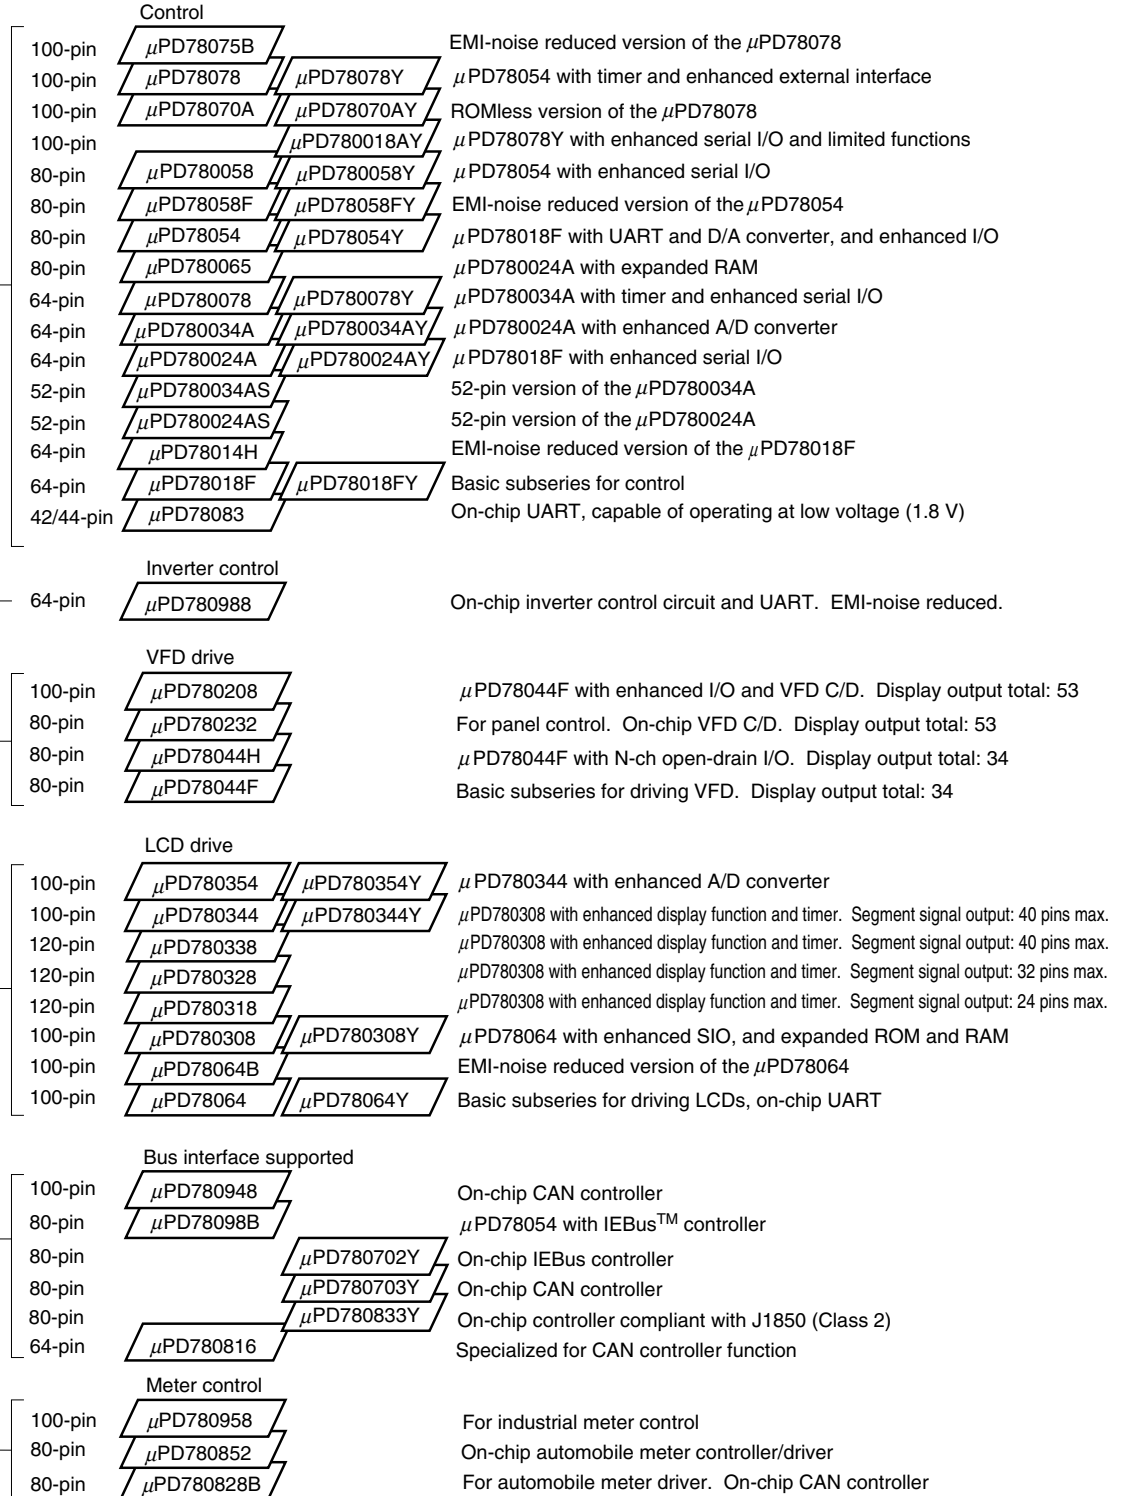 Control
100-pin μPD78075B EMI-noise reduced version of the μPD78078
100-pin μPD78078 μPD78078Y μPD78054 with timer and enhanced external interface
100-pin μPD78070A μPD78070AY ROMless version of the μPD78078
100-pin μPD780018AY μPD78078Y with enhanced serial I/O and limited functions
80-pin μPD780058 μPD780058Y μPD78054 with enhanced serial I/O
80-pin μPD78058F μPD78058FY EMI-noise reduced version of the μPD78054
80-pin μPD78054 μPD78054Y μPD78018F with UART and D/A converter, and enhanced I/O
80-pin μPD780065 μPD780024A with expanded RAM
64-pin μPD780078 μPD780078Y μPD780034A with timer and enhanced serial I/O
64-pin μPD780034A μPD780034AY μPD780024A with enhanced A/D converter
64-pin μPD780024A μPD780024AY μPD78018F with enhanced serial I/O
52-pin μPD780034AS 52-pin version of the μPD780034A
52-pin μPD780024AS 52-pin version of the μPD780024A
64-pin μPD78014H EMI-noise reduced version of the μPD78018F
64-pin μPD78018F μPD78018FY Basic subseries for control
42/44-pin μPD78083 On-chip UART, capable of operating at low voltage (1.8 V)
Inverter control
64-pin μPD780988 On-chip inverter control circuit and UART. EMI-noise reduced.
VFD drive
100-pin μPD780208 μPD78044F with enhanced I/O and VFD C/D. Display output total: 53
80-pin μPD780232 For panel control. On-chip VFD C/D. Display output total: 53
80-pin μPD78044H μPD78044F with N-ch open-drain I/O. Display output total: 34
80-pin μPD78044F Basic subseries for driving VFD. Display output total: 34
LCD drive
100-pin μPD780354 μPD780354Y μPD780344 with enhanced A/D converter
100-pin μPD780344 μPD780344Y μPD780308 with enhanced display function and timer. Segment signal output: 40 pins max.
120-pin μPD780338 μPD780308 with enhanced display function and timer. Segment signal output: 40 pins max.
120-pin μPD780328 μPD780308 with enhanced display function and timer. Segment signal output: 32 pins max.
120-pin μPD780318 μPD780308 with enhanced display function and timer. Segment signal output: 24 pins max.
100-pin μPD780308 μPD780308Y μPD78064 with enhanced SIO, and expanded ROM and RAM
100-pin μPD78064B EMI-noise reduced version of the μPD78064
100-pin μPD78064 μPD78064Y Basic subseries for driving LCDs, on-chip UART
Bus interface supported
100-pin μPD780948 On-chip CAN controller
80-pin μPD78098B μPD78054 with IEBus™ controller
80-pin μPD780702Y On-chip IEBus controller
80-pin μPD780703Y On-chip CAN controller
80-pin μPD780833Y On-chip controller compliant with J1850 (Class 2)
64-pin μPD780816 Specialized for CAN controller function
Meter control
100-pin μPD780958 For industrial meter control
80-pin μPD780852 On-chip automobile meter controller/driver
80-pin μPD780828B For automobile meter driver. On-chip CAN controller